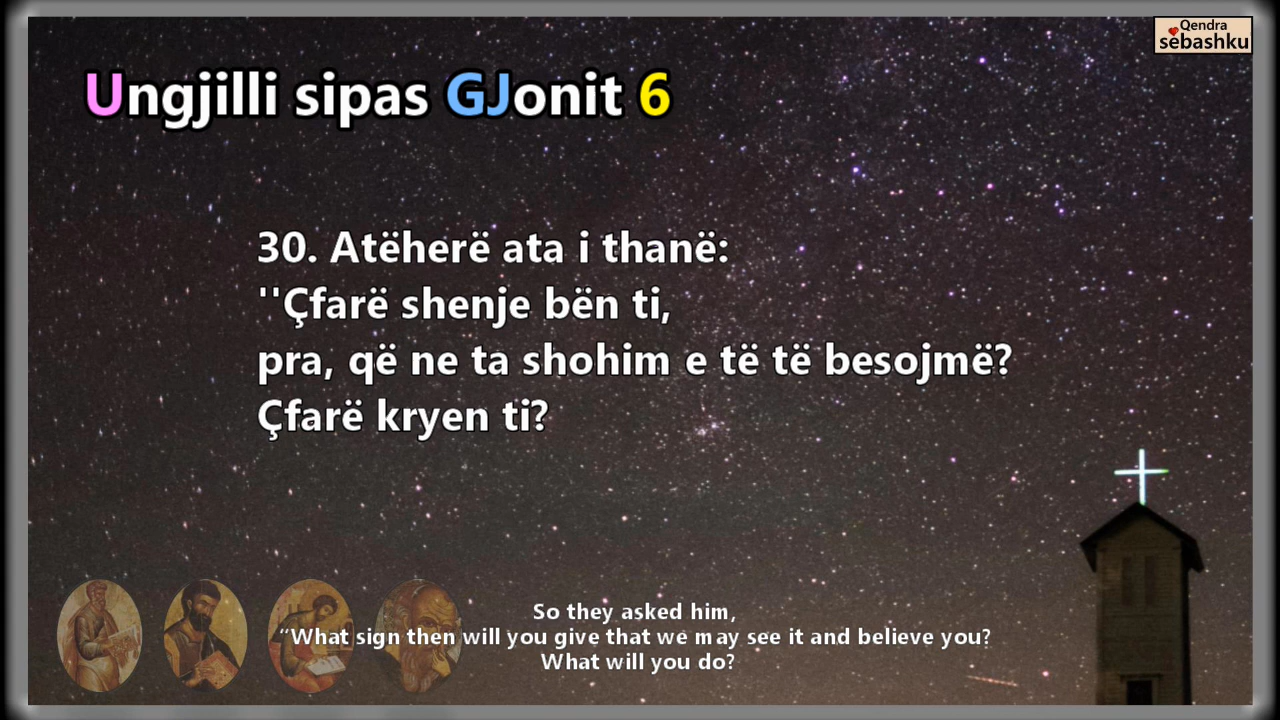 Qendra
sëbashku
Ungjilli sipas GJonit 6
30. Atëherë ata i thanë:
''Çfarë shenje bën ti,
pra, që ne ta shohim e të të besojmë?
Çfarë kryen ti?
So they asked him,
“What sign then will you give that we may see it and believe you?
What will you do?